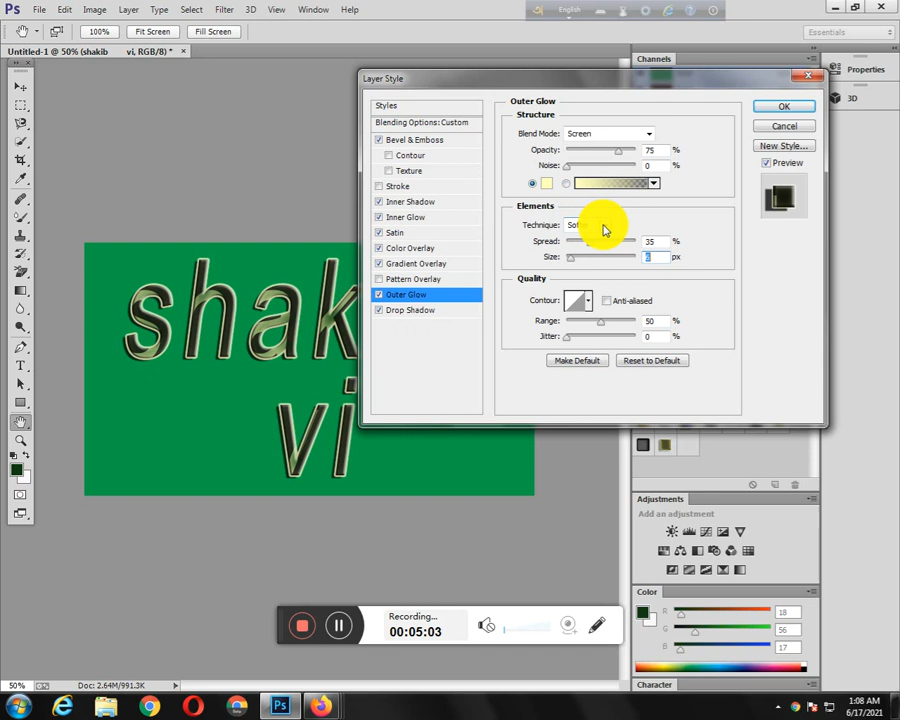 Ps File Edit Image Layer Type Select Filter 3D View Window Help
English
100% Fit Screen Fill Screen
Essentials
Untitled-1 @ 50% (shakib vi, RGB/8) * ×
Channels
Properties
3D
Layer Style
Styles
Blending Options: Custom
Bevel & Emboss
Contour
Texture
Stroke
Inner Shadow
Inner Glow
Satin
Color Overlay
Gradient Overlay
Pattern Overlay
Outer Glow
Drop Shadow
Outer Glow
Structure
Blend Mode: Screen
Opacity: 75 %
Noise: 0 %
Elements
Technique:
Spread: 35 %
Size: 6 px
Quality
Contour: Anti-aliased
Range: 50 %
Jitter: 0 %
Make Default Reset to Default
OK
Cancel
New Style...
Preview
shak
vi
Adjustments
Add an adjustment
Color
R 18
G 56
B 17
Character
Recording...
00:05:03
50% Doc: 2.64M/991.3K
Ps
1:08 AM
6/17/2021